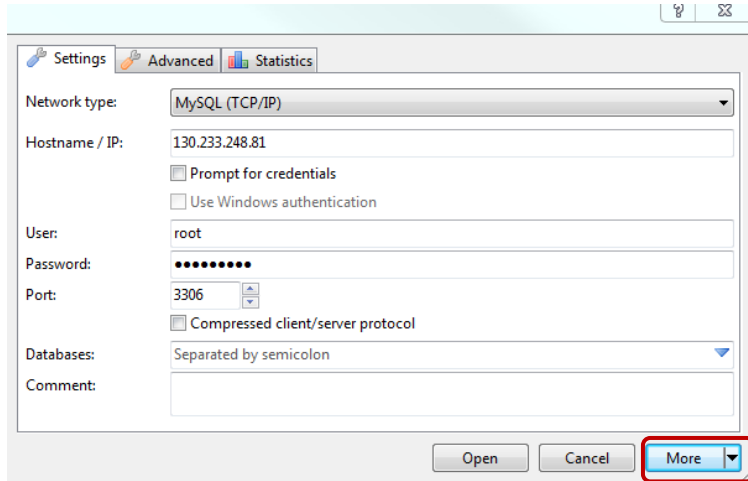 Settings Advanced Statistics
Network type: MySQL (TCP/IP)
Hostname / IP: 130.233.248.81
Prompt for credentials
Use Windows authentication
User: root
Password: •••••••••
Port: 3306
Compressed client/server protocol
Databases: Separated by semicolon
Comment:
Open Cancel More